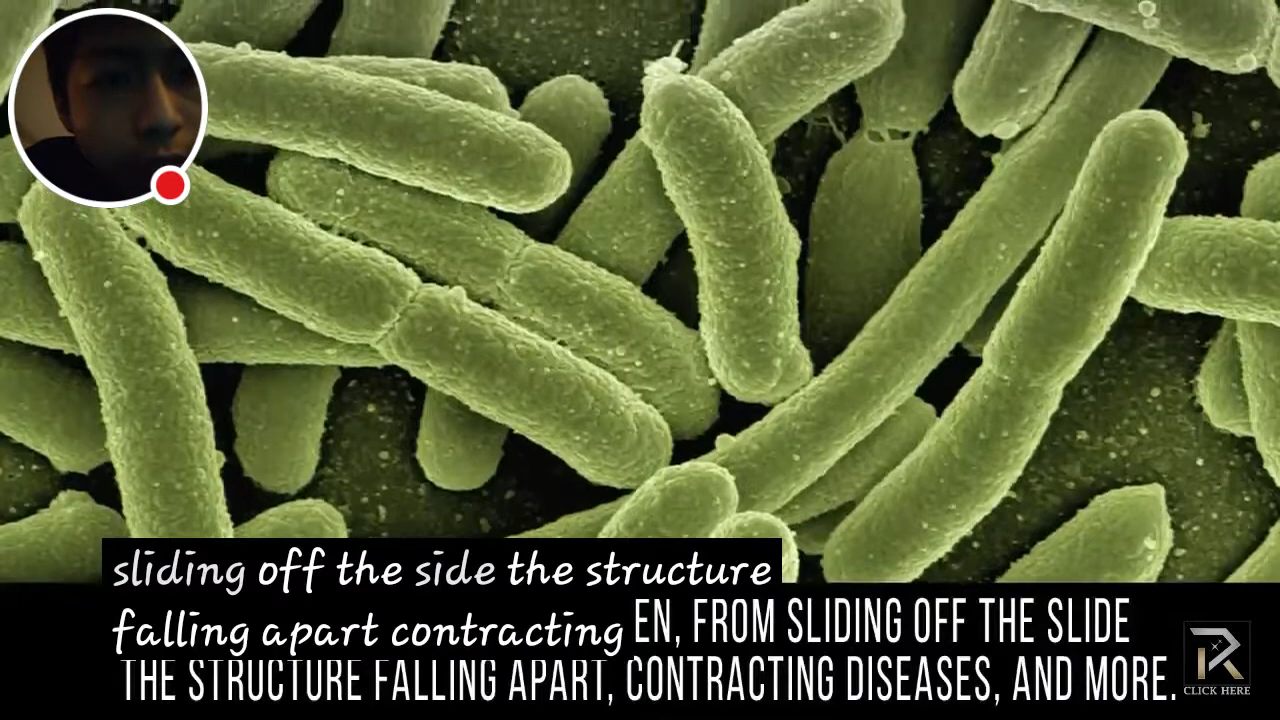 sliding off the side the structure
falling apart contracting
EN, FROM SLIDING OFF THE SLIDE
THE STRUCTURE FALLING APART, CONTRACTING DISEASES, AND MORE.
CLICK HERE